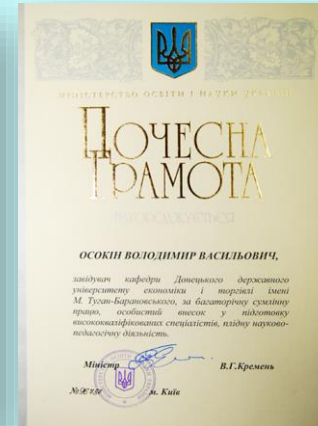 МІНІСТЕРСТВО ОСВІТИ І НАУКИ УКРАЇНИ
ПОЧЕСНА
ГРАМОТА
НАГОРОДЖУЄТЬСЯ
ОСОКІН ВОЛОДИМИР ВАСИЛЬОВИЧ,
завідувач кафедри Донецького державного
університету економіки і торгівлі імені
М. Туган-Барановського, за багаторічну сумлінну
працю, особистий внесок у підготовку
висококваліфікованих спеціалістів, плідну науково-
педагогічну діяльність.
Міністр В.Г.Кремень
№ м. Київ